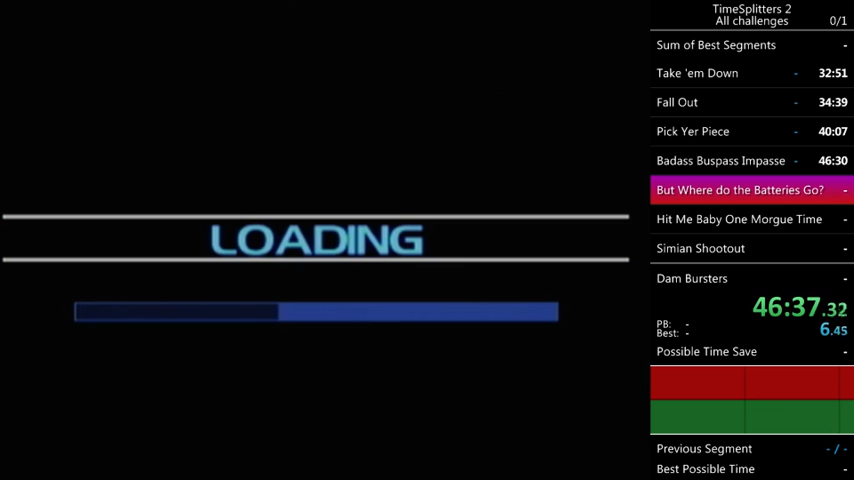 TimeSplitters 2
All challenges 0/1
Sum of Best Segments -
Take 'em Down - 32:51
Fall Out - 34:39
Pick Yer Piece - 40:07
Badass Buspass Impasse - 46:30
But Where do the Batteries Go? -
Hit Me Baby One Morgue Time -
Simian Shootout -
Dam Bursters -
LOADING
46:37.32
PB: -
Best: - 6.45
Possible Time Save -
Previous Segment - / -
Best Possible Time -